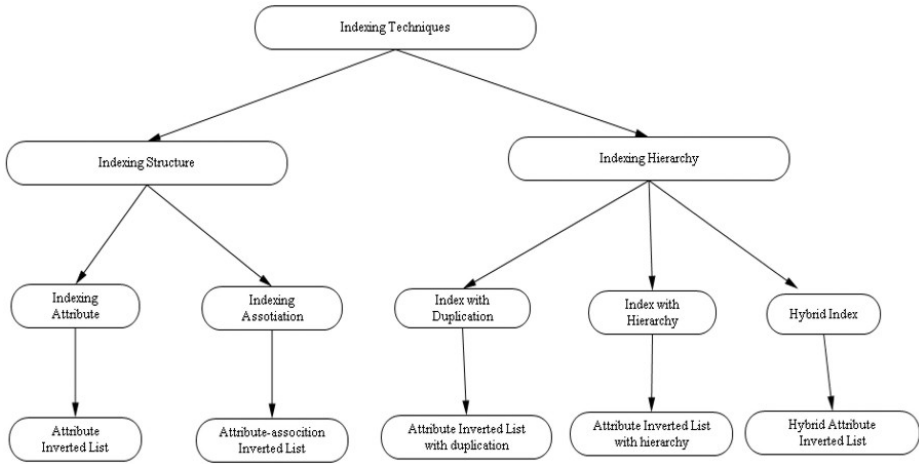 Indexing Techniques
Indexing Structure
Indexing Hierarchy
Indexing
Attribute
Indexing
Assotiation
Index with
Duplication
Index with
Hierarchy
Hybrid Index
Attribute
Inverted List
Attribute-assocition
Inverted List
Attribute Inverted List
with duplication
Attribute Inverted List
with hierarchy
Hybrid Attribute
Inverted List